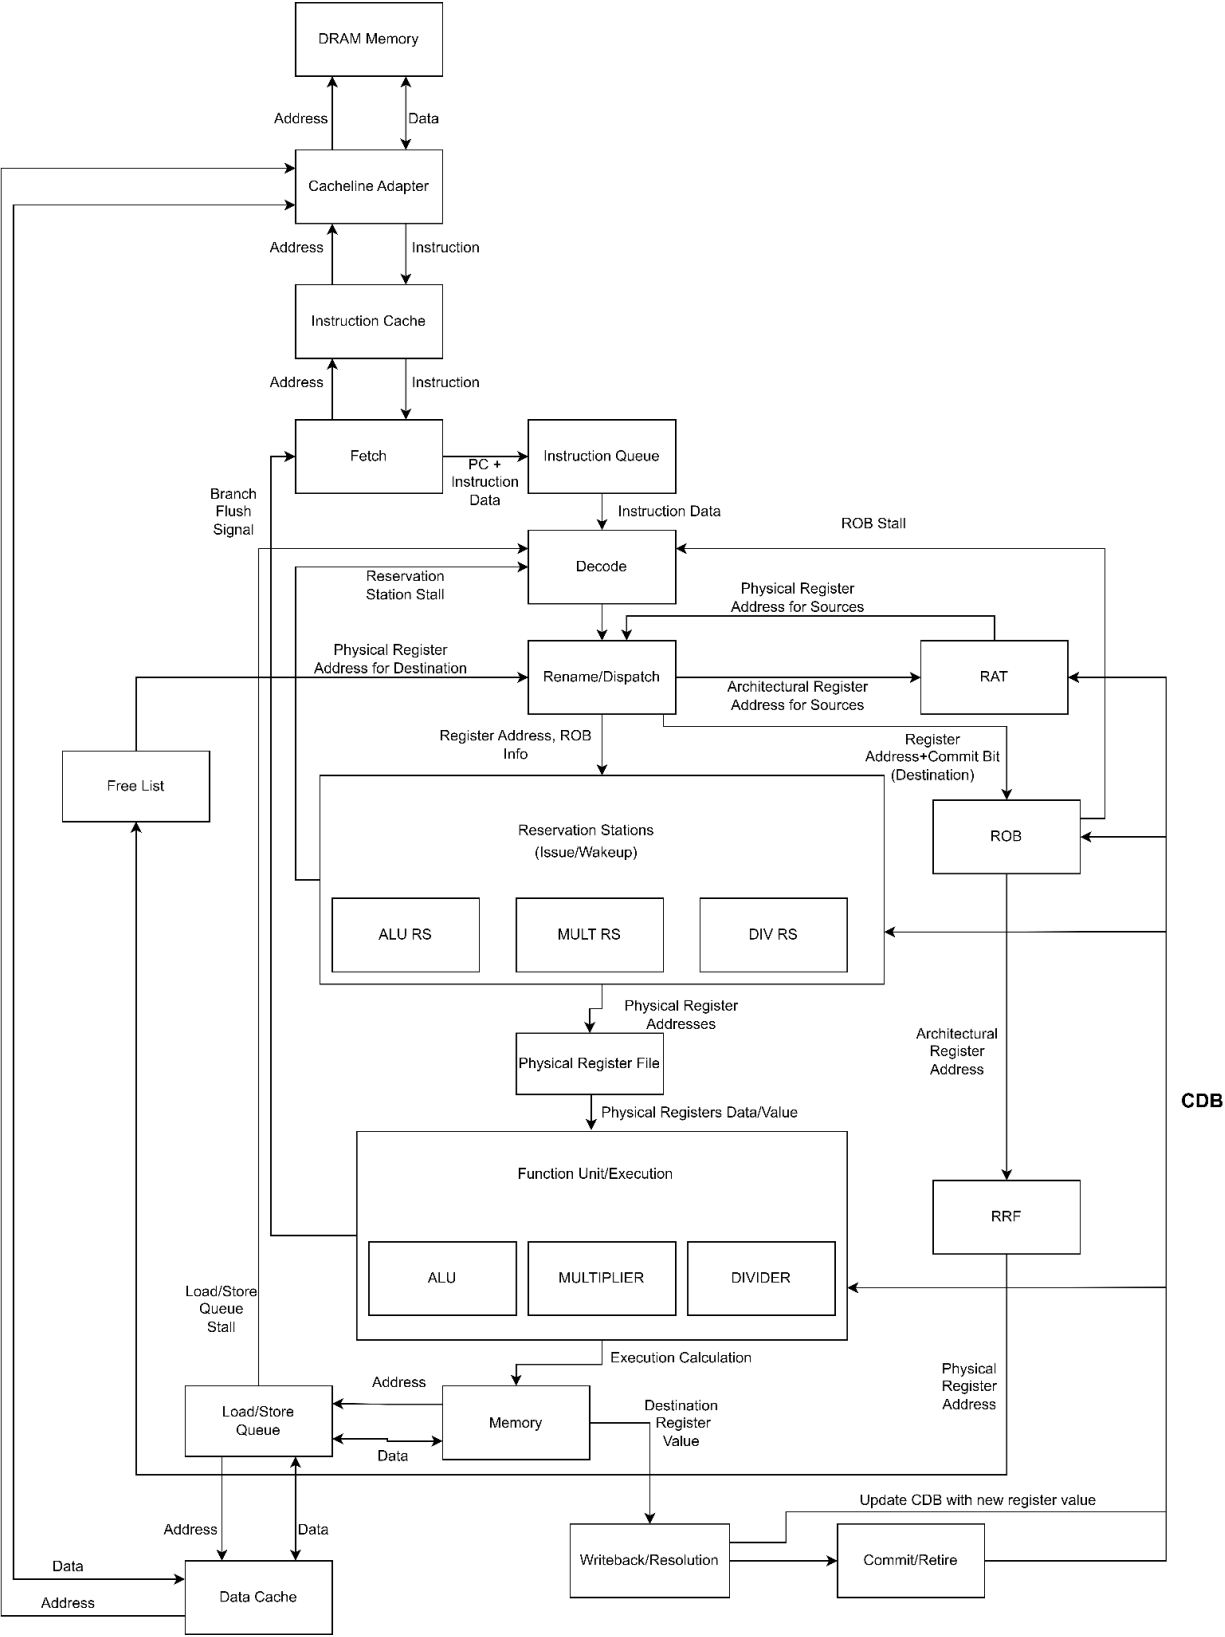 DRAM Memory
Address
Data
Cacheline Adapter
Address
Instruction
Instruction Cache
Address
Instruction
Fetch
PC +
Instruction
Data
Instruction Queue
Branch
Flush
Signal
Instruction Data
ROB Stall
Decode
Reservation
Station Stall
Physical Register
Address for Sources
Physical Register
Address for Destination
Rename/Dispatch
RAT
Architectural Register
Address for Sources
Register Address, ROB
Info
Register
Address+Commit Bit
(Destination)
Free List
Reservation Stations
(Issue/Wakeup)
ROB
ALU RS
MULT RS
DIV RS
Physical Register
Addresses
Physical Register File
Architectural
Register
Address
CDB
Physical Registers Data/Value
Function Unit/Execution
RRF
ALU
MULTIPLIER
DIVIDER
Load/Store
Queue
Stall
Execution Calculation
Physical
Register
Address
Address
Load/Store
Queue
Memory
Destination
Register
Value
Data
Update CDB with new register value
Address
Data
Writeback/Resolution
Commit/Retire
Data
Address
Data Cache